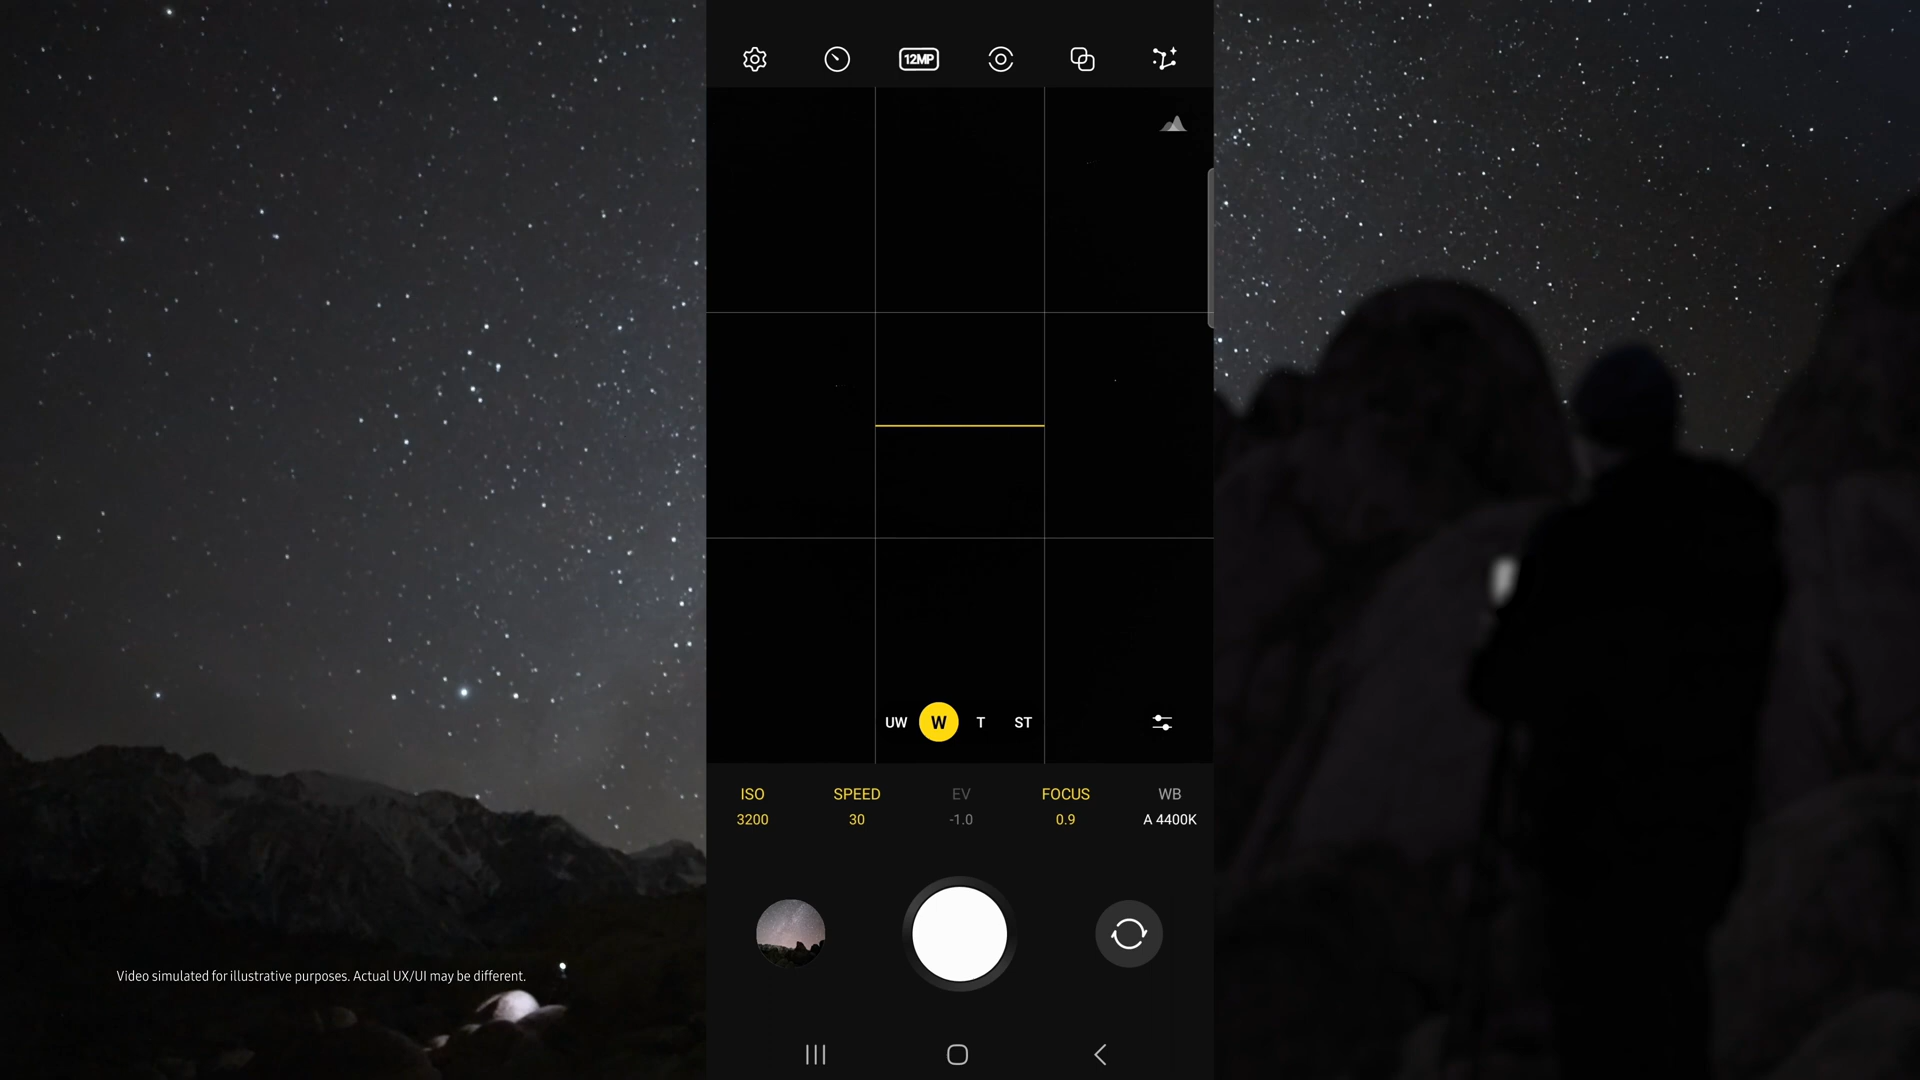 12MP
UW W T ST
ISO SPEED EV FOCUS WB
3200 30 -1.0 0.9 A 4400K
Video simulated for illustrative purposes. Actual UX/UI may be different.